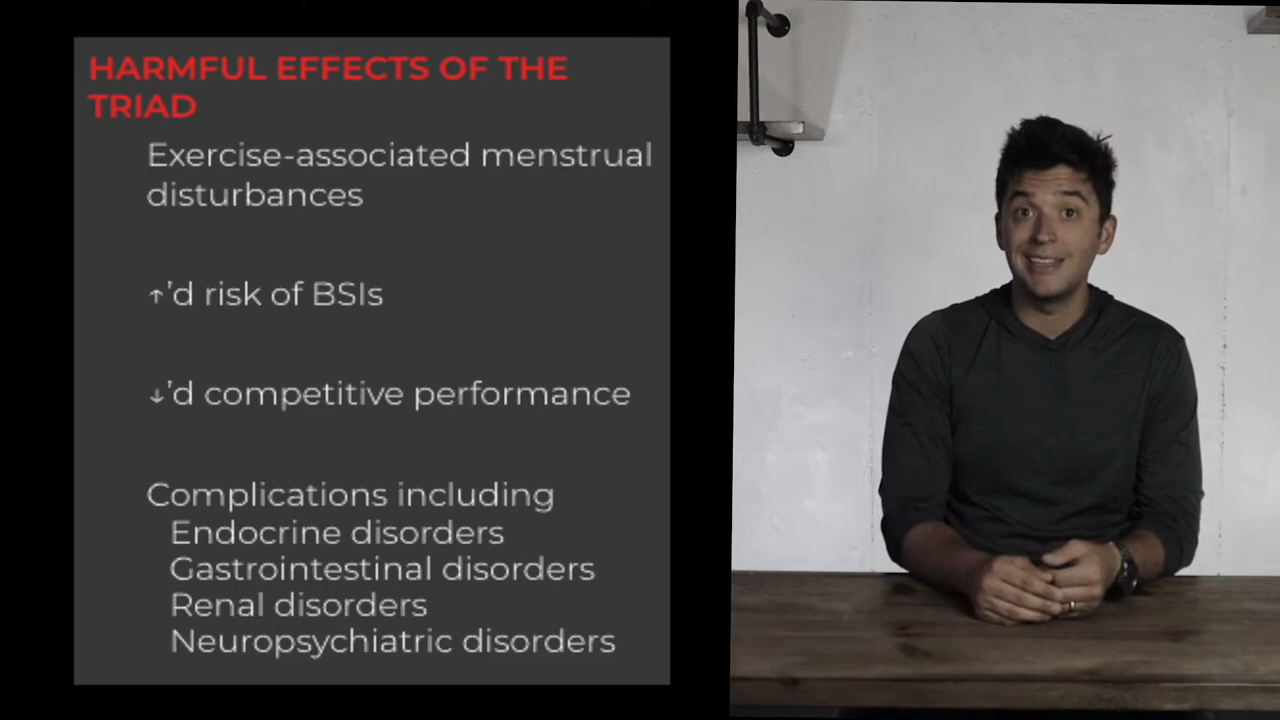 HARMFUL EFFECTS OF THE
TRIAD
Exercise-associated menstrual
disturbances
↑'d risk of BSIs
↓'d competitive performance
Complications including
Endocrine disorders
Gastrointestinal disorders
Renal disorders
Neuropsychiatric disorders